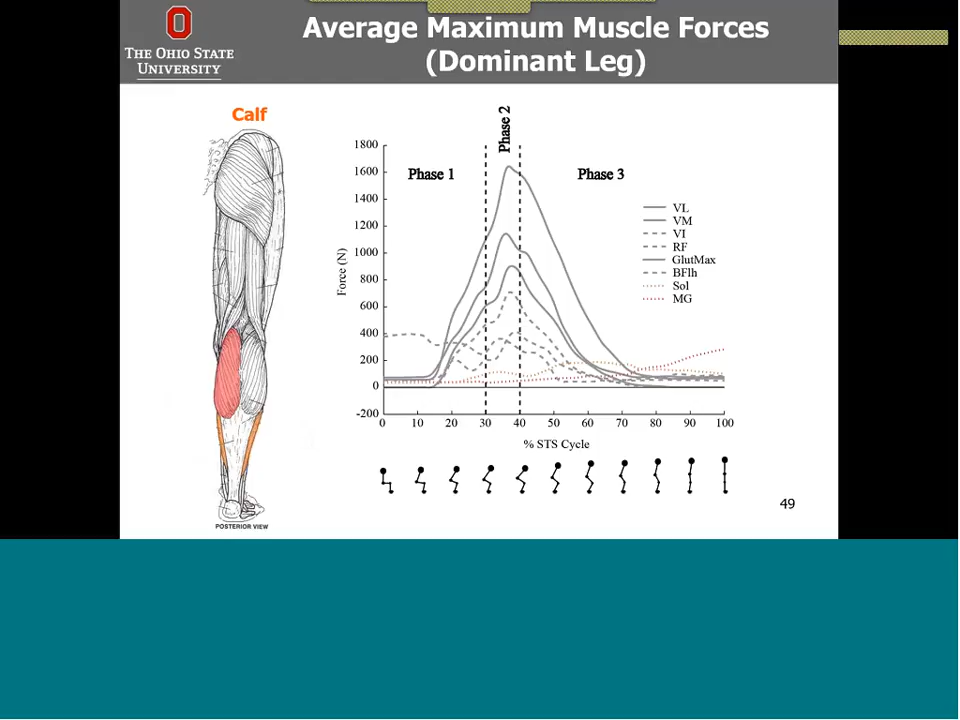 THE OHIO STATE
UNIVERSITY
Average Maximum Muscle Forces
(Dominant Leg)
Calf
POSTERIOR VIEW
Phase 1
Phase 2
Phase 3
Force (N)
1800
1600
1400
1200
1000
800
600
400
200
0
-200
0 10 20 30 40 50 60 70 80 90 100
% STS Cycle
VL
VM
VI
RF
GlutMax
BFlh
Sol
MG
49